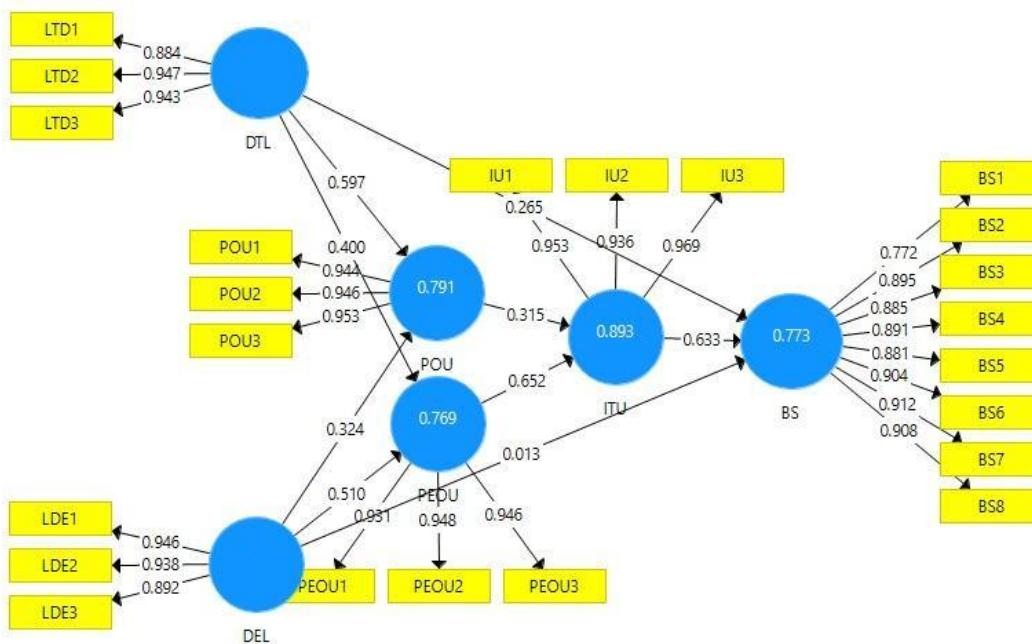 LTD1
LTD2
LTD3
0.884
0.947
0.943
DTL
0.597
0.400
0.265
IU1
IU2
IU3
0.953
0.936
0.969
POU1
POU2
POU3
0.944
0.946
0.953
0.791
POU
0.315
0.893
ITU
0.633
0.773
BS
0.772
0.895
0.885
0.891
0.881
0.904
0.912
0.908
BS1
BS2
BS3
BS4
BS5
BS6
BS7
BS8
0.652
0.769
PEOU
0.324
0.510
0.013
0.931
0.948
0.946
PEOU1
PEOU2
PEOU3
LDE1
LDE2
LDE3
0.946
0.938
0.892
DEL